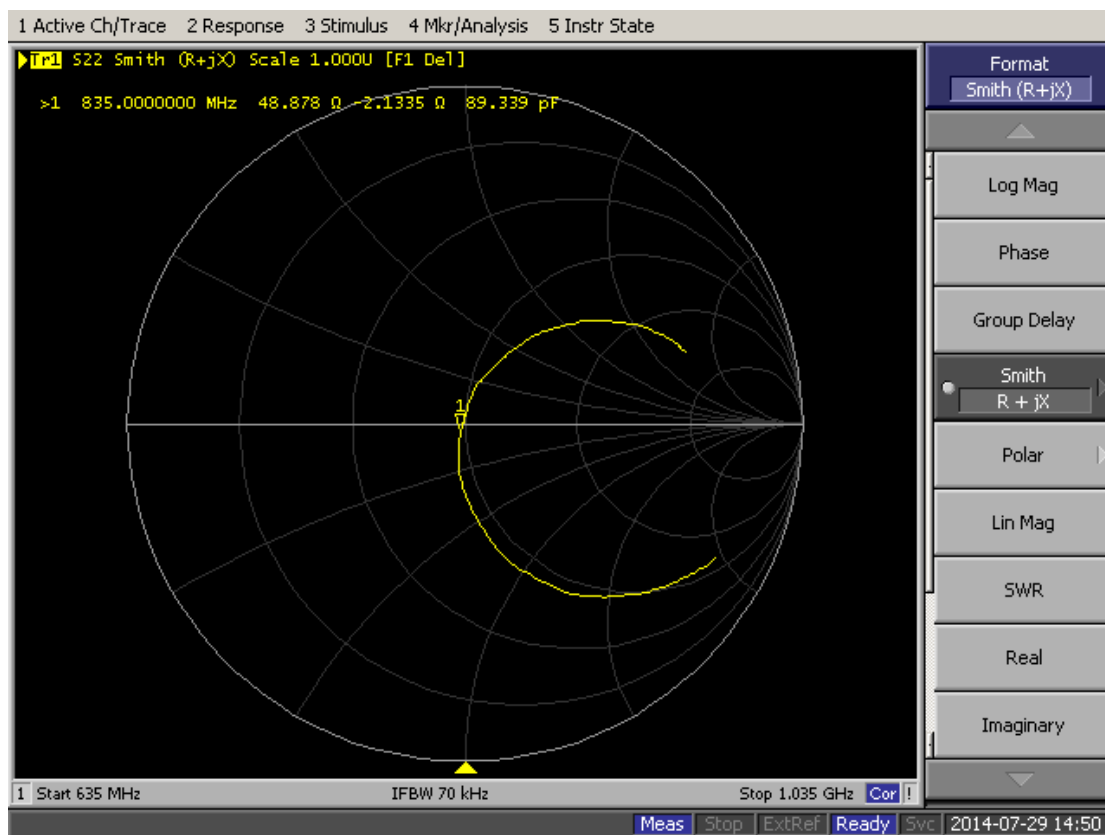 1 Active Ch/Trace 2 Response 3 Stimulus 4 Mkr/Analysis 5 Instr State
Tr1 S22 Smith (R+jX) Scale 1.000U [F1 Del]
>1 835.0000000 MHz 48.878 Ω -2.1335 Ω 89.339 pF
1
Format
Smith (R+jX)
Log Mag
Phase
Group Delay
Smith
R + jX
Polar
Lin Mag
SWR
Real
Imaginary
1 Start 635 MHz IFBW 70 kHz Stop 1.035 GHz Cor !
Meas Stop ExtRef Ready Svc 2014-07-29 14:50